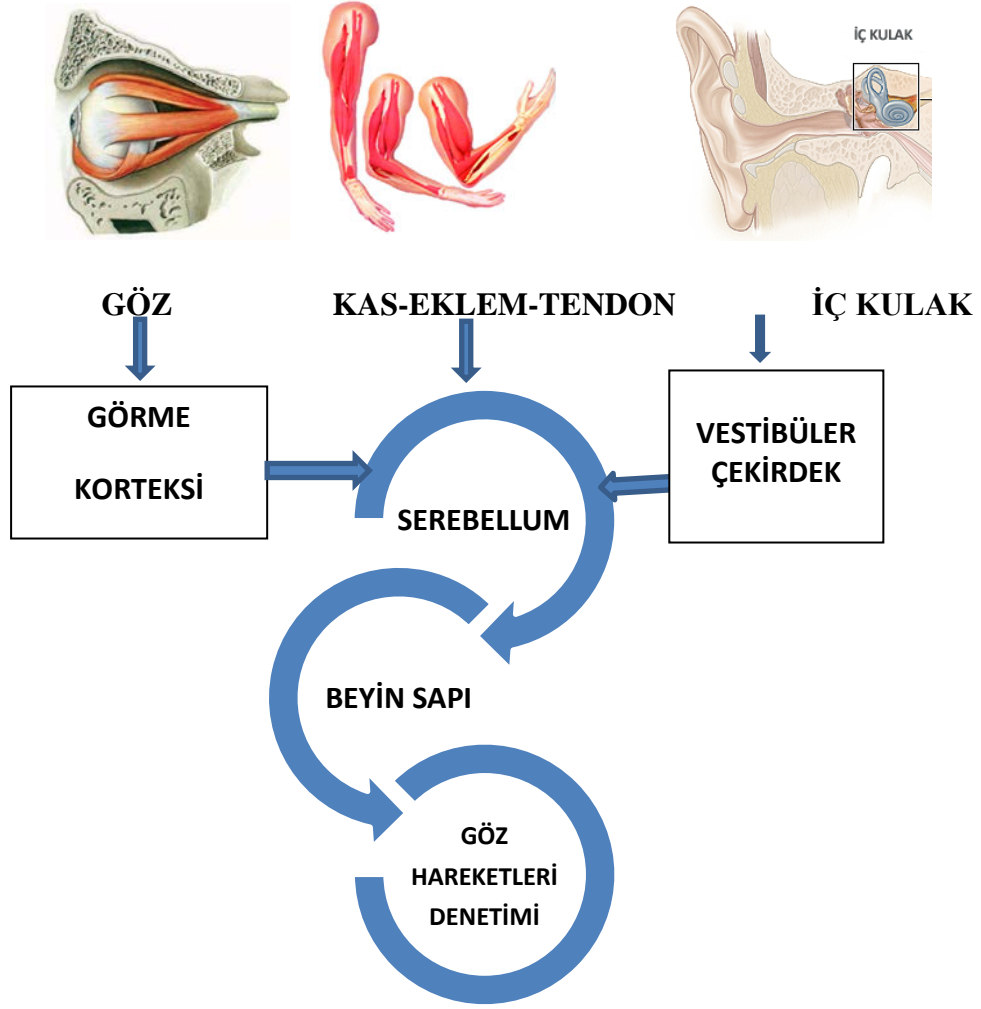 İÇ KULAK
GÖZ
KAS-EKLEM-TENDON
İÇ KULAK
GÖRME
KORTEKSİ
VESTİBÜLER
ÇEKİRDEK
SEREBELLUM
BEYİN SAPI
GÖZ
HAREKETLERİ
DENETİMİ